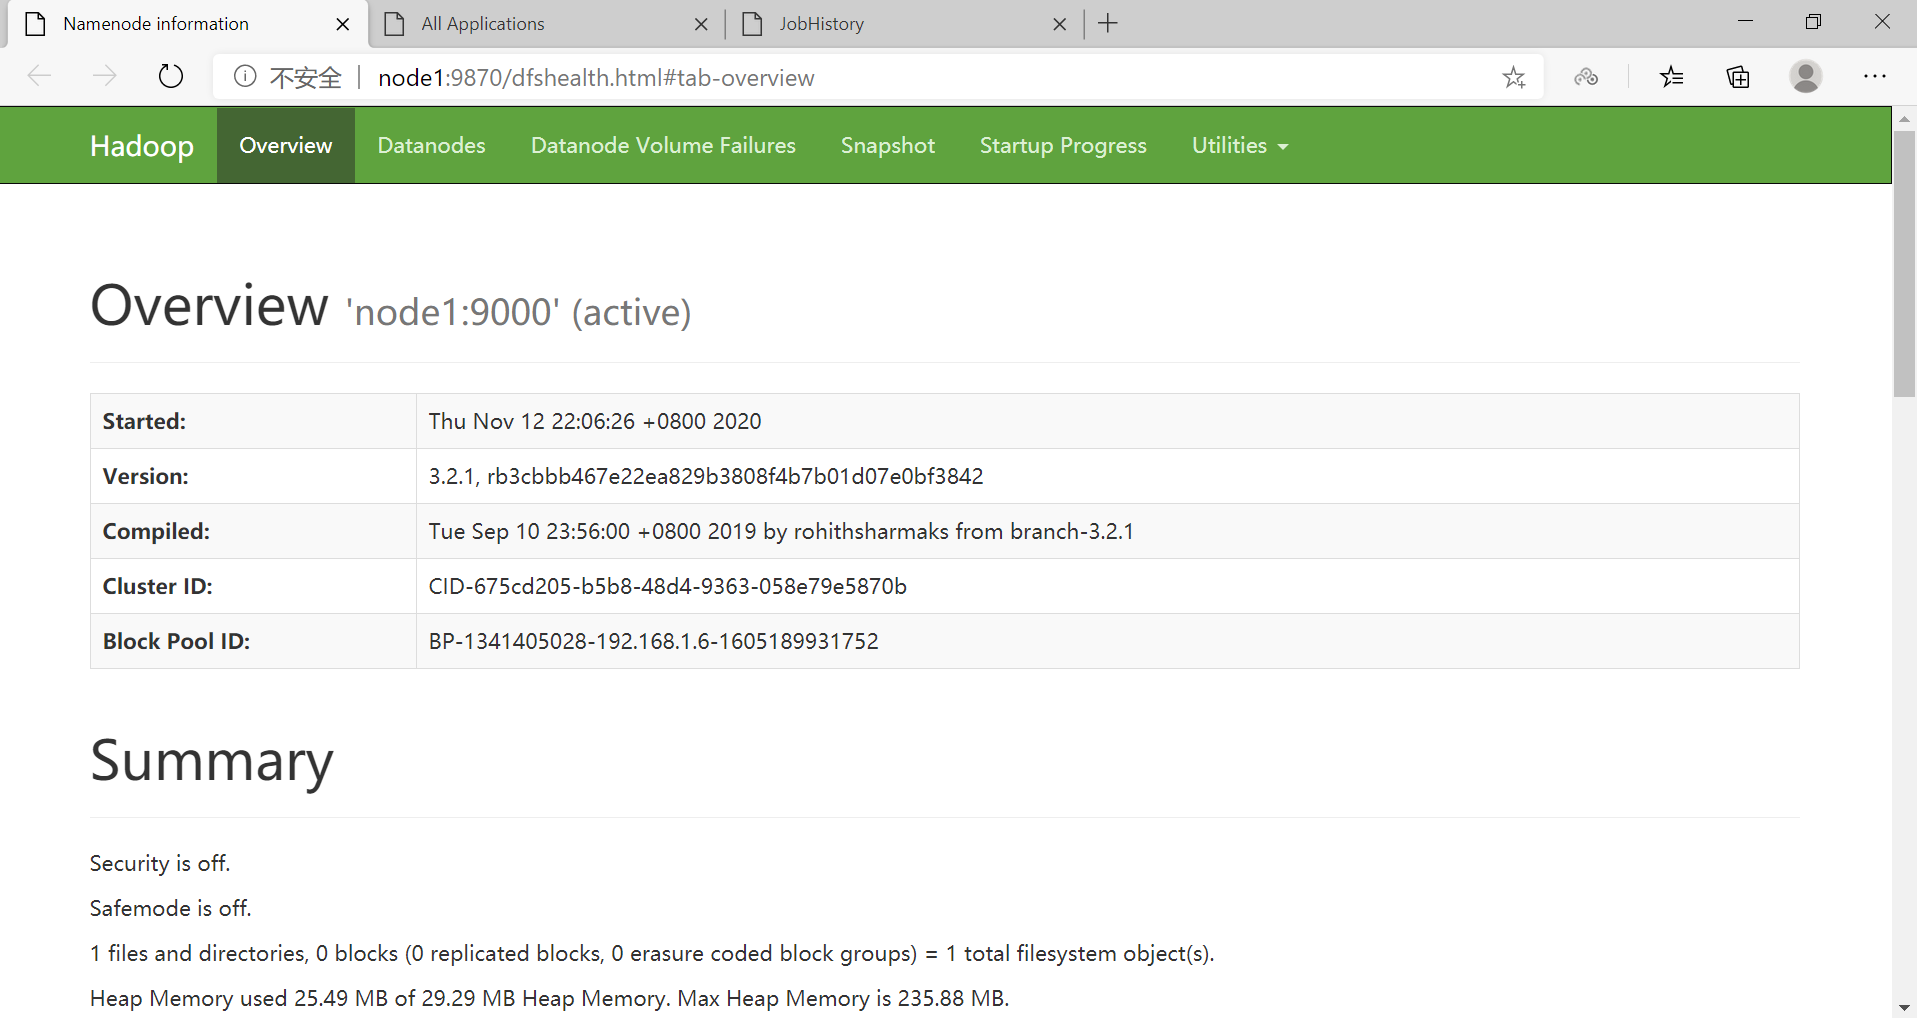 Namenode information All Applications JobHistory
不安全 node1:9870/dfshealth.html#tab-overview
Hadoop Overview Datanodes Datanode Volume Failures Snapshot Startup Progress Utilities
Overview 'node1:9000' (active)
Started: Thu Nov 12 22:06:26 +0800 2020
Version: 3.2.1, rb3cbbb467e22ea829b3808f4b7b01d07e0bf3842
Compiled: Tue Sep 10 23:56:00 +0800 2019 by rohithsharmaks from branch-3.2.1
Cluster ID: CID-675cd205-b5b8-48d4-9363-058e79e5870b
Block Pool ID: BP-1341405028-192.168.1.6-1605189931752
Summary
Security is off.
Safemode is off.
1 files and directories, 0 blocks (0 replicated blocks, 0 erasure coded block groups) = 1 total filesystem object(s).
Heap Memory used 25.49 MB of 29.29 MB Heap Memory. Max Heap Memory is 235.88 MB.